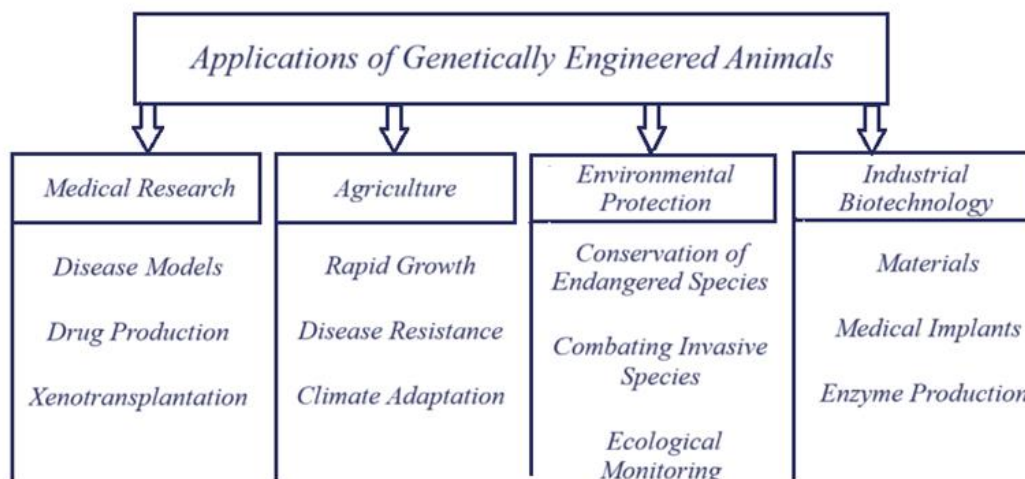 Applications of Genetically Engineered Animals
Medical Research
Disease Models
Drug Production
Xenotransplantation
Agriculture
Rapid Growth
Disease Resistance
Climate Adaptation
Environmental
Protection
Conservation of
Endangered Species
Combating Invasive
Species
Ecological
Monitoring
Industrial
Biotechnology
Materials
Medical Implants
Enzyme Production